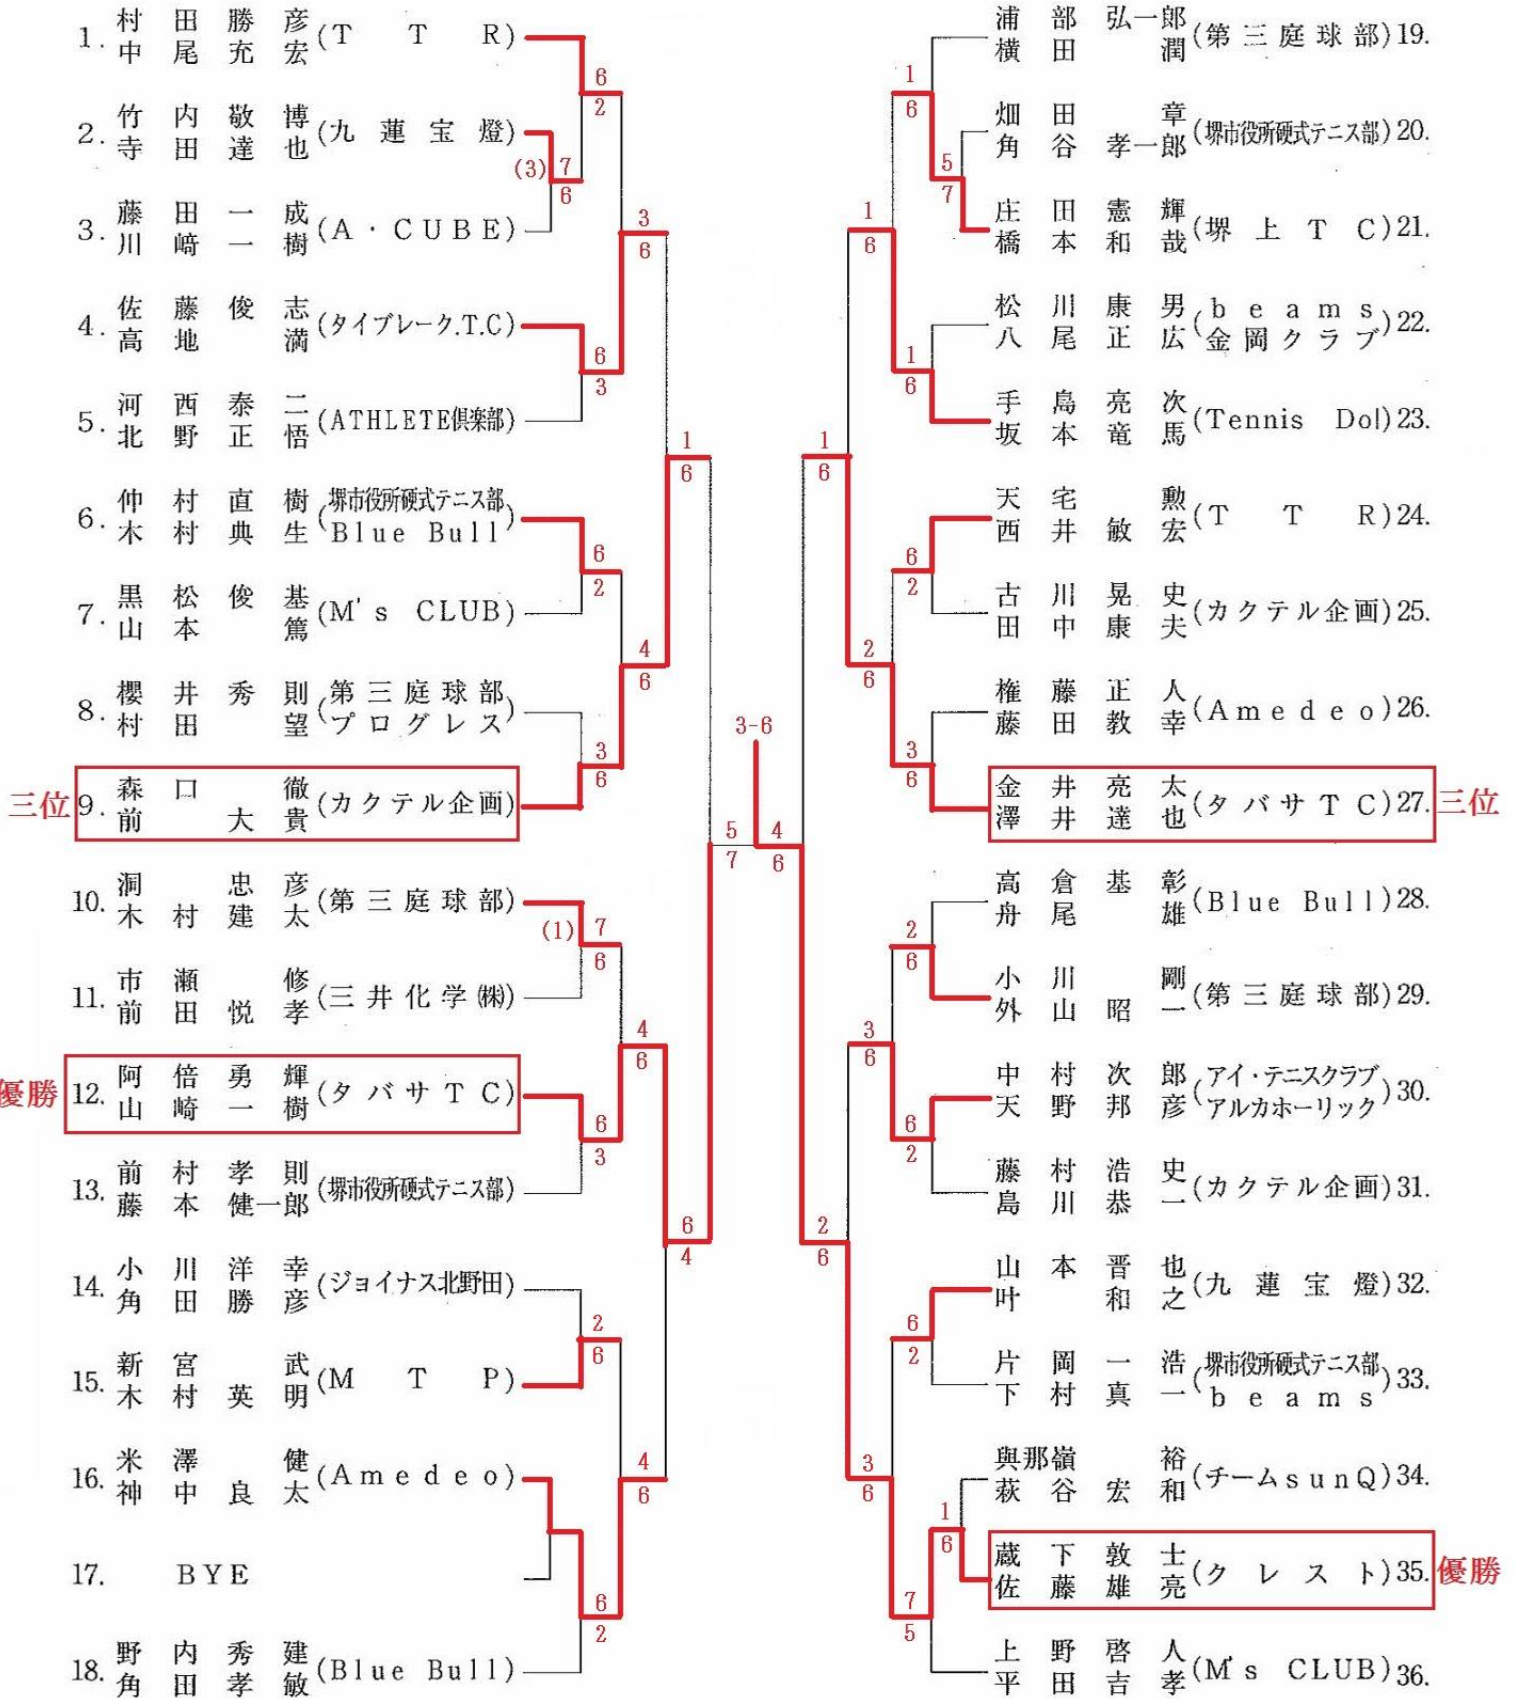 1. 村田勝彦 中尾充宏 (TTR)
2. 竹内敬博 寺田達也 (九蓮宝燈)
3. 藤田一成 川﨑一樹 (A・CUBE)
4. 佐藤俊志 高地満 (タイブレーク.T.C)
5. 河西泰二 北野正悟 (ATHLETE倶楽部)
6. 仲村直樹 木村典生 (堺市役所硬式テニス部 Blue Bull)
7. 黒松俊基 山本篤 (M's CLUB)
8. 櫻井秀則 村田望 (第三庭球部 プログレス)
三位 9. 森口徹 前大貴 (カクテル企画)
10. 洞忠彦 木村建太 (第三庭球部)
11. 市瀬修 前田悦孝 (三井化学㈱)
優勝 12. 阿倍勇輝 山崎一樹 (タバサTC)
13. 前村孝則 藤本健一郎 (堺市役所硬式テニス部)
14. 小川洋幸 角田勝彦 (ジョイナス北野田)
15. 新宮武 木村英明 (MTP)
16. 米澤健 神中良太 (Amedeo)
17. BYE
18. 野内秀建 角田孝敏 (Blue Bull)
6 2
(3) 7 6
3 6
6 3
1 6
6 2
4 6
3 6
5 7
(1) 7 6
4 6
6 3
6 4
2 6
4 6
6 2
3-6
4 6
1 6
5 7
1 6
1 6
1 6
6 2
2 6
3 6
2 6
3 6
6 2
2 6
6 2
3 6
1 6
7 5
浦部弘一郎 横田潤 (第三庭球部) 19.
畑田章 角谷孝一郎 (堺市役所硬式テニス部) 20.
庄田憲輝 橋本和哉 (堺上TC) 21.
松川康男 八尾正広 (beams 金岡クラブ) 22.
手島亮次 坂本竜馬 (Tennis Do!) 23.
天宅勲 西井敏宏 (TTR) 24.
古川晃史 田中康夫 (カクテル企画) 25.
権藤正人 藤田教幸 (Amedeo) 26.
金井亮太 澤井達也 (タバサTC) 27. 三位
高倉基彰 舟尾雄 (Blue Bull) 28.
小川剛 外山昭一 (第三庭球部) 29.
中村次郎 天野邦彦 (アイ・テニスクラブ アルカホーリック) 30.
藤村浩史 島川恭一 (カクテル企画) 31.
山本晋也 叶和之 (九蓮宝燈) 32.
片岡一浩 下村真一 (堺市役所硬式テニス部 beams) 33.
與那嶺裕 萩谷宏和 (チームsunQ) 34.
蔵下敦士 佐藤雄亮 (クレスト) 35. 優勝
上野啓人 平田吉孝 (M's CLUB) 36.